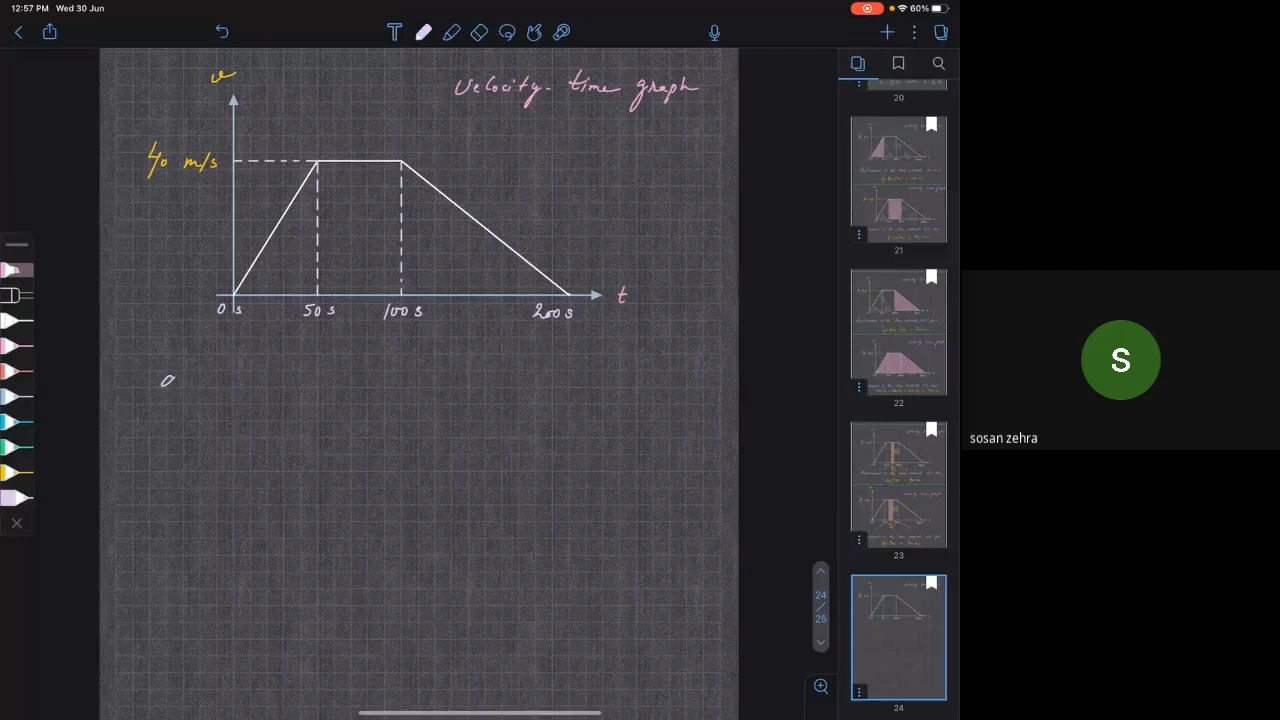 12:57 PM Wed 30 Jun
60%
v
velocity-time graph
40 m/s
t
0 s 50 s 100 s 200 s
20
21
22
23
24
25
24
S
sosan zehra